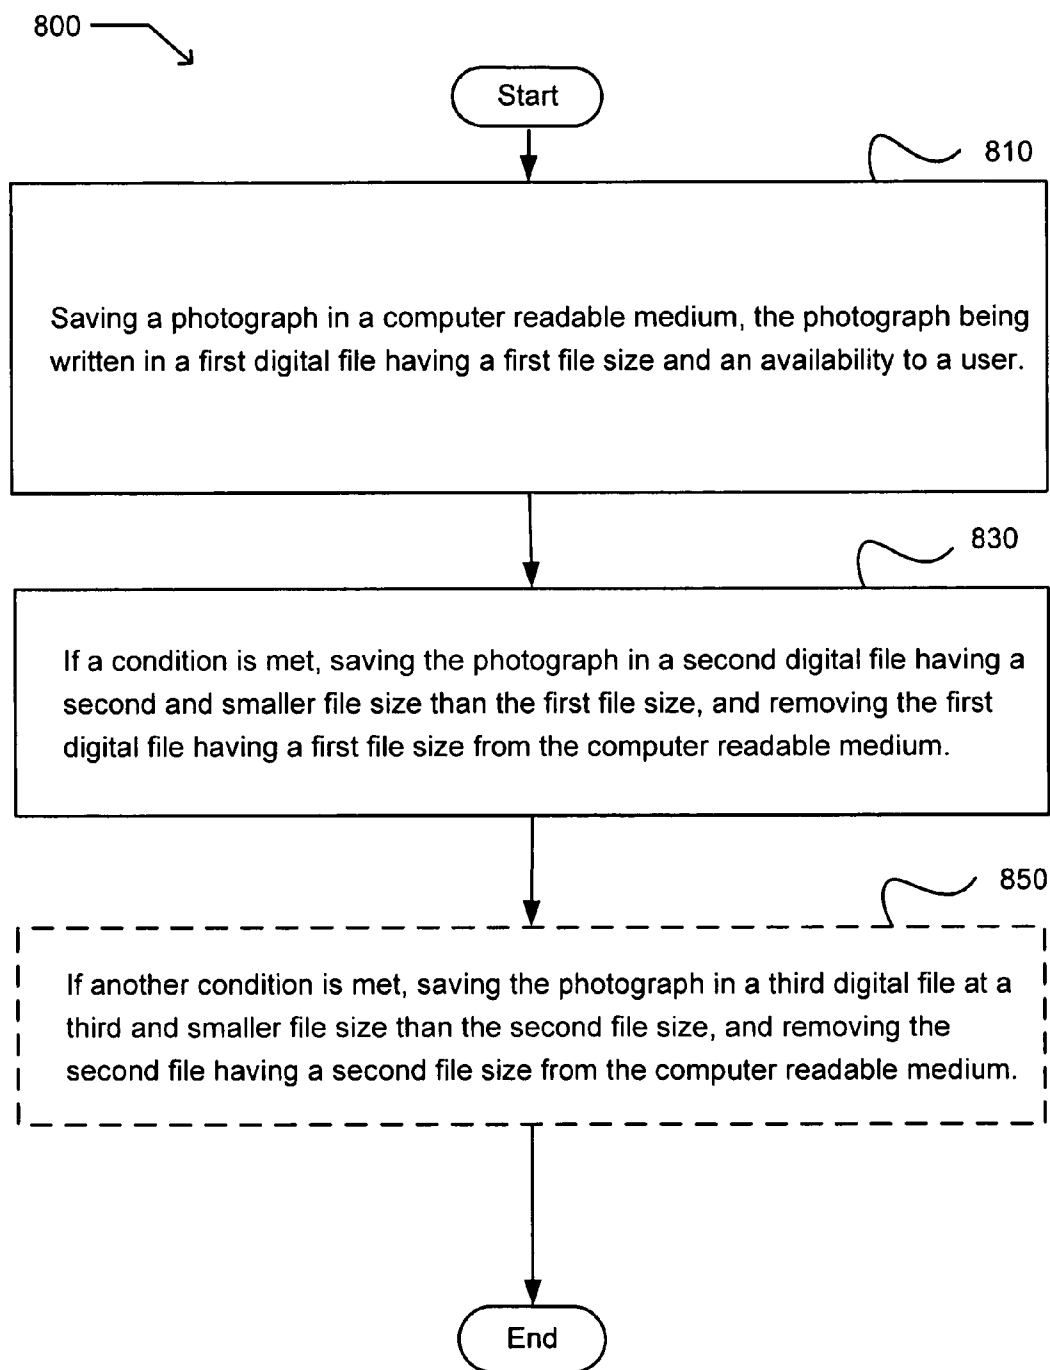 800
Start
810
Saving a photograph in a computer readable medium, the photograph being
written in a first digital file having a first file size and an availability to a user.
830
If a condition is met, saving the photograph in a second digital file having a
second and smaller file size than the first file size, and removing the first
digital file having a first file size from the computer readable medium.
850
If another condition is met, saving the photograph in a third digital file at a
third and smaller file size than the second file size, and removing the
second file having a second file size from the computer readable medium.
End